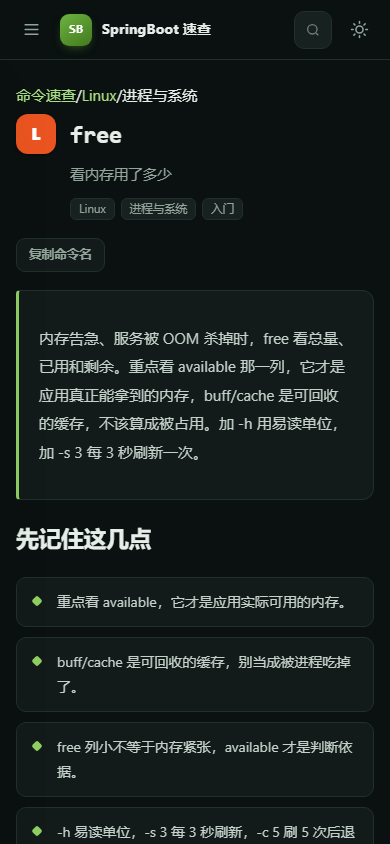 SB SpringBoot 速查
命令速查/Linux/进程与系统
L free
看内存用了多少
Linux 进程与系统 入门
复制命令名
内存告急、服务被 OOM 杀掉时，free 看总量、
已用和剩余。重点看 available 那一列，它才是
应用真正能拿到的内存，buff/cache 是可回收
的缓存，不该算成被占用。加 -h 用易读单位，
加 -s 3 每 3 秒刷新一次。
先记住这几点
重点看 available，它才是应用实际可用的内存。
buff/cache 是可回收的缓存，别当成被进程吃掉
了。
free 列小不等于内存紧张，available 才是判断依
据。
-h 易读单位，-s 3 每 3 秒刷新，-c 5 刷 5 次后退